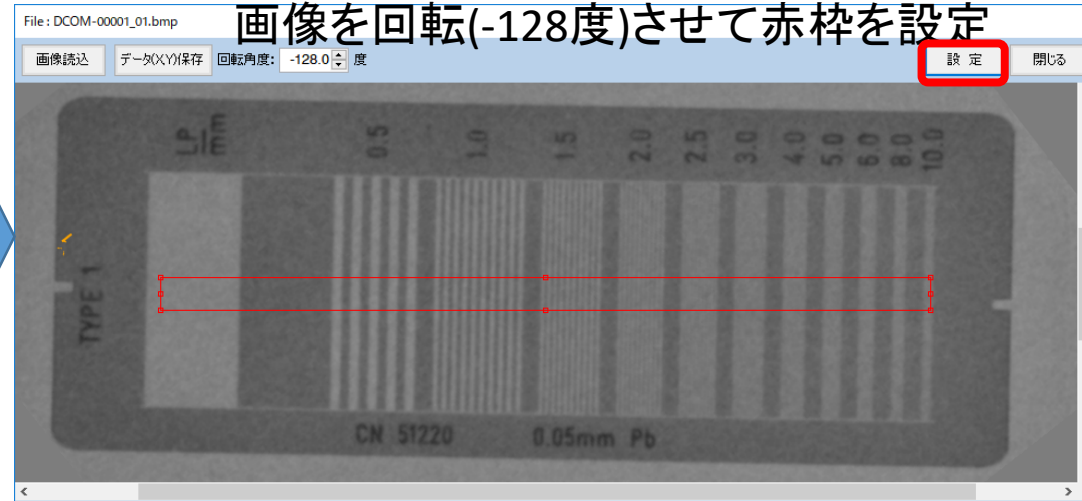 画像を回転(-128度)させて赤枠を設定
File : DCOM-00001_01.bmp
画像読込 データ(XY)保存 回転角度: -128.0 度 設 定 閉じる
LP/mm 0.5 1.0 1.5 2.0 2.5 3.0 4.0 5.0 6.0 8.0 10.0
TYPE 1
CN 51220 0.05mm Pb